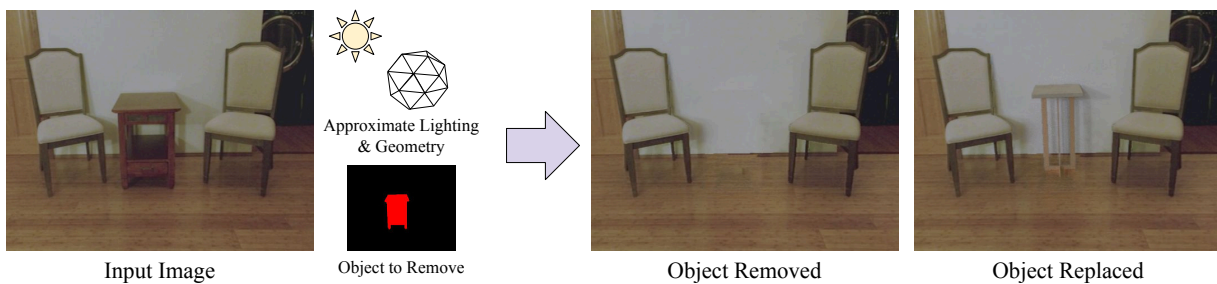 Approximate Lighting
& Geometry
Object to Remove
Input Image
Object Removed
Object Replaced